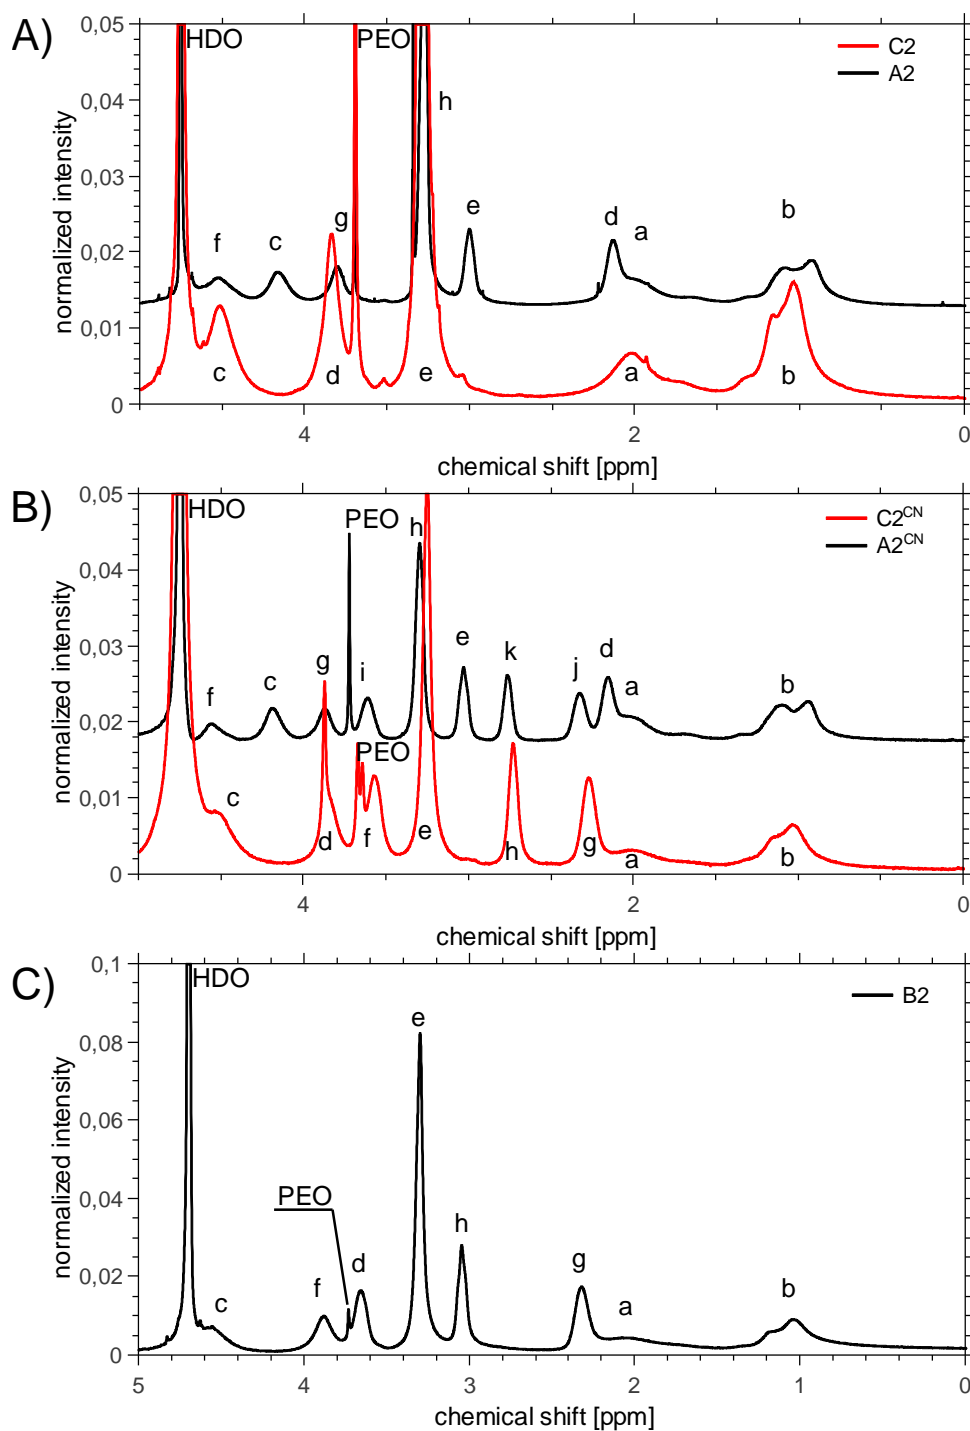 A)
0,05
HDO
PEO
C2
A2
0,04
h
0,03
e
d
b
g
a
0,02
f
c
0,01
c
d
e
a
b
0
4
2
0
normalized intensity
chemical shift [ppm]
B)
0,05
HDO
PEO
h
C2CN
A2CN
0,04
0,03
g
i
e
k
j
d
a
b
f
c
0,02
PEO
0,01
c
d
f
e
h
g
a
b
0
4
2
0
normalized intensity
chemical shift [ppm]
C)
0,1
HDO
B2
e
0,08
0,06
0,04
PEO
h
d
g
f
c
a
b
0,02
0
5
4
3
2
1
0
normalized intensity
chemical shift [ppm]